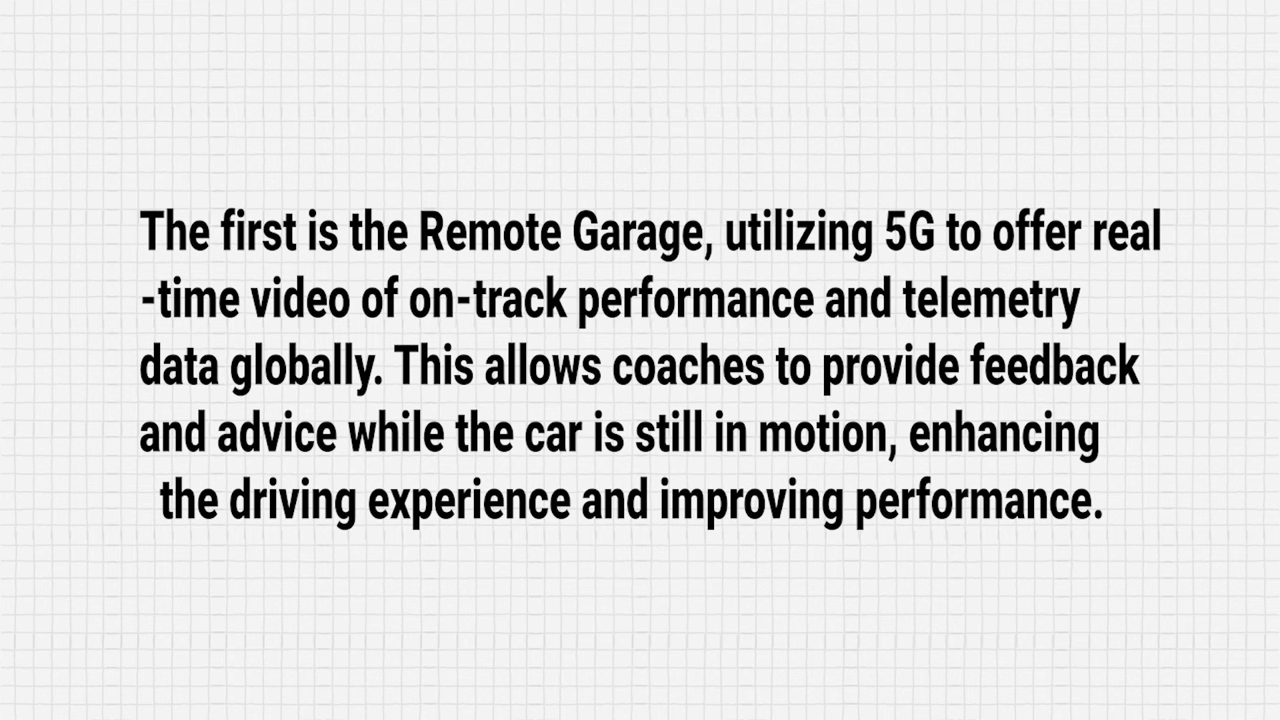 The first is the Remote Garage, utilizing 5G to offer real
-time video of on-track performance and telemetry
data globally. This allows coaches to provide feedback
and advice while the car is still in motion, enhancing
the driving experience and improving performance.